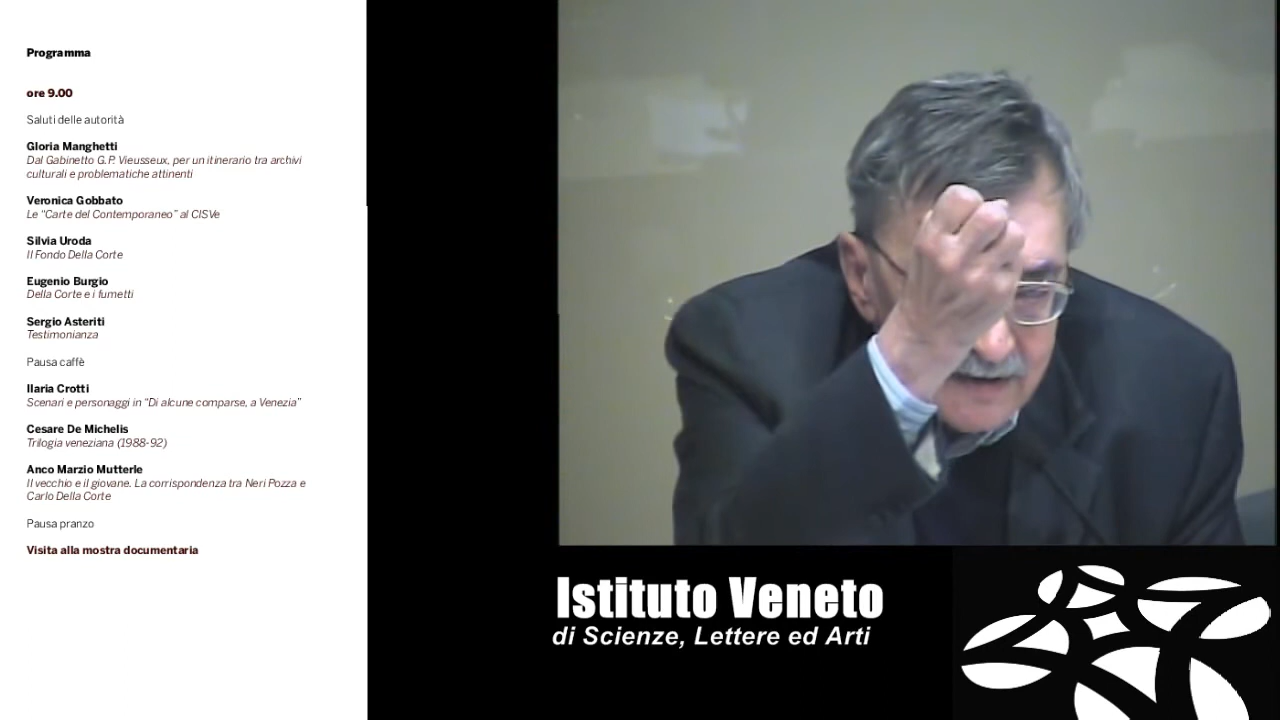 Programma
ore 9.00
Saluti delle autorità
Gloria Manghetti
Dal Gabinetto G.P. Vieusseux, per un itinerario tra archivi
culturali e problematiche attinenti
Veronica Gobbato
Le “Carte del Contemporaneo” al CISVe
Silvia Uroda
Il Fondo Della Corte
Eugenio Burgio
Della Corte e i fumetti
Sergio Asteriti
Testimonianza
Pausa caffè
Ilaria Crotti
Scenari e personaggi in “Di alcune comparse, a Venezia”
Cesare De Michelis
Trilogia veneziana (1988-92)
Anco Marzio Mutterle
Il vecchio e il giovane. La corrispondenza tra Neri Pozza e
Carlo Della Corte
Pausa pranzo
Visita alla mostra documentaria
Istituto Veneto
di Scienze, Lettere ed Arti